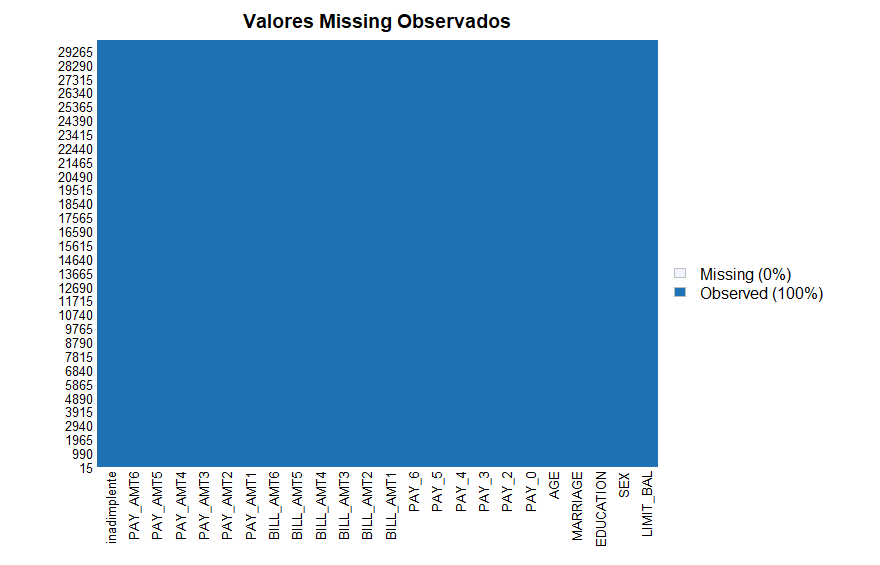 Valores Missing Observados
29265
28290
27315
26340
25365
24390
23415
22440
21465
20490
19515
18540
17565
16590
15615
14640
13665
12690
11715
10740
9765
8790
7815
6840
5865
4890
3915
2940
1965
990
15
Missing (0%)
Observed (100%)
inadimplente
PAY_AMT6
PAY_AMT5
PAY_AMT4
PAY_AMT3
PAY_AMT2
PAY_AMT1
BILL_AMT6
BILL_AMT5
BILL_AMT4
BILL_AMT3
BILL_AMT2
BILL_AMT1
PAY_6
PAY_5
PAY_4
PAY_3
PAY_2
PAY_0
AGE
MARRIAGE
EDUCATION
SEX
LIMIT_BAL